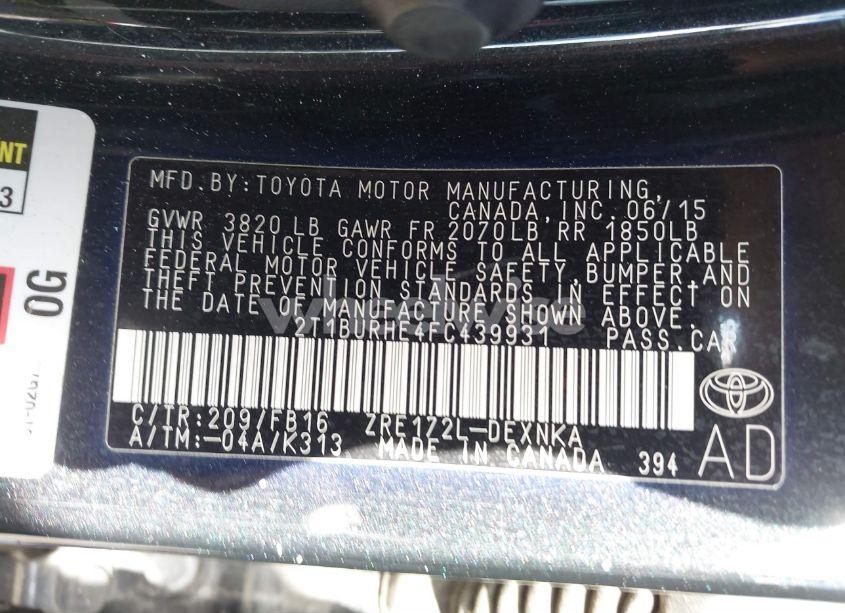 NT
3
OG
MFD.BY:TOYOTA MOTOR MANUFACTURING,
CANADA, INC. 06/15
GVWR 3820 LB GAWR FR 2070LB RR 1850LB
THIS VEHICLE CONFORMS TO ALL APPLICABLE
FEDERAL MOTOR VEHICLE SAFETY, BUMPER, AND
THEFT PREVENTION STANDARDS IN EFFECT ON
THE DATE OF MANUFACTURE SHOWN ABOVE.
2T1BURHE4FC439931 PASS.CAR
C/TR:209/FB16 ZRE172L-DEXNKA
A/TM:-04A/K313 MADE IN CANADA 394
AD